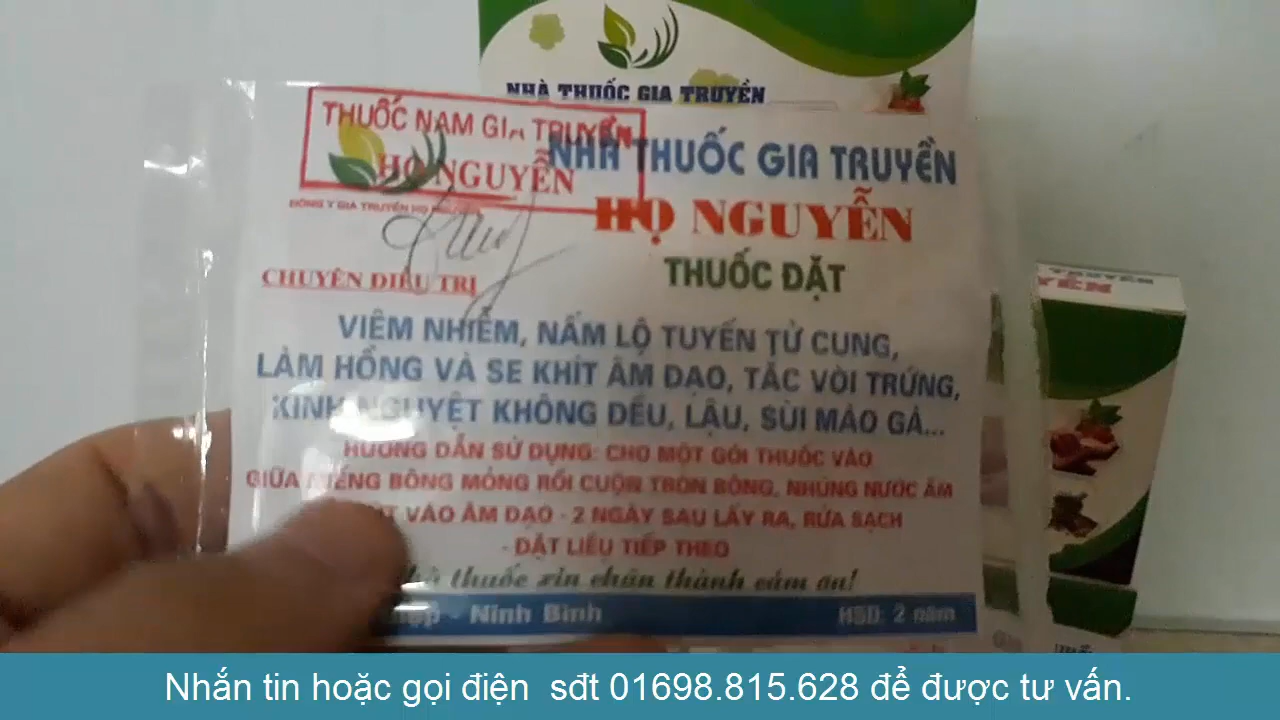 NHÀ THUỐC GIA TRUYỀN
THUỐC NAM GIA TRUYỀN
HỌ NGUYỄN
NHÀ THUỐC GIA TRUYỀN
HỌ NGUYỄN
ĐÔNG Y GIA TRUYỀN HỌ
THUỐC ĐẶT
CHUYÊN ĐIỀU TRỊ
VIÊM NHIỄM, NẤM LỘ TUYẾN TỬ CUNG,
LÀM HỒNG VÀ SE KHÍT ÂM ĐẠO, TẮC VÒI TRỨNG,
KINH NGUYỆT KHÔNG ĐỀU, LẬU, SÙI MÀO GÀ...
HƯỚNG DẪN SỬ DỤNG: CHO MỘT GÓI THUỐC VÀO
GIỮA MIẾNG BÔNG MỎNG RỒI CUỘN TRÒN BÔNG, NHÚNG NƯỚC ẤM
VÀO ÂM ĐẠO - 2 NGÀY SAU LẤY RA, RỬA SẠCH
- ĐẶT LIỀU TIẾP THEO
thuốc xin chân thành cảm ơn!
- Ninh Bình
HSD: 2 năm
Nhắn tin hoặc gọi điện sđt 01698.815.628 để được tư vấn.